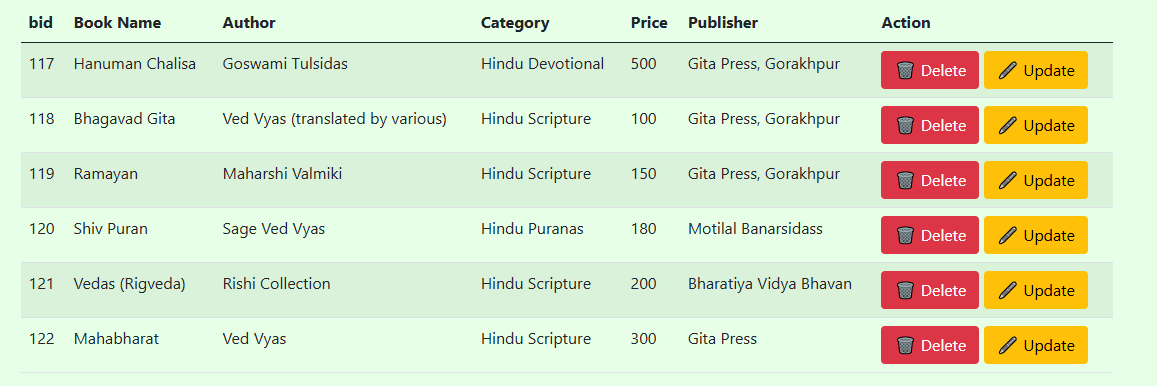 bid Book Name Author Category Price Publisher Action
117 Hanuman Chalisa Goswami Tulsidas Hindu Devotional 500 Gita Press, Gorakhpur Delete Update
118 Bhagavad Gita Ved Vyas (translated by various) Hindu Scripture 100 Gita Press, Gorakhpur Delete Update
119 Ramayan Maharshi Valmiki Hindu Scripture 150 Gita Press, Gorakhpur Delete Update
120 Shiv Puran Sage Ved Vyas Hindu Puranas 180 Motilal Banarsidass Delete Update
121 Vedas (Rigveda) Rishi Collection Hindu Scripture 200 Bharatiya Vidya Bhavan Delete Update
122 Mahabharat Ved Vyas Hindu Scripture 300 Gita Press Delete Update